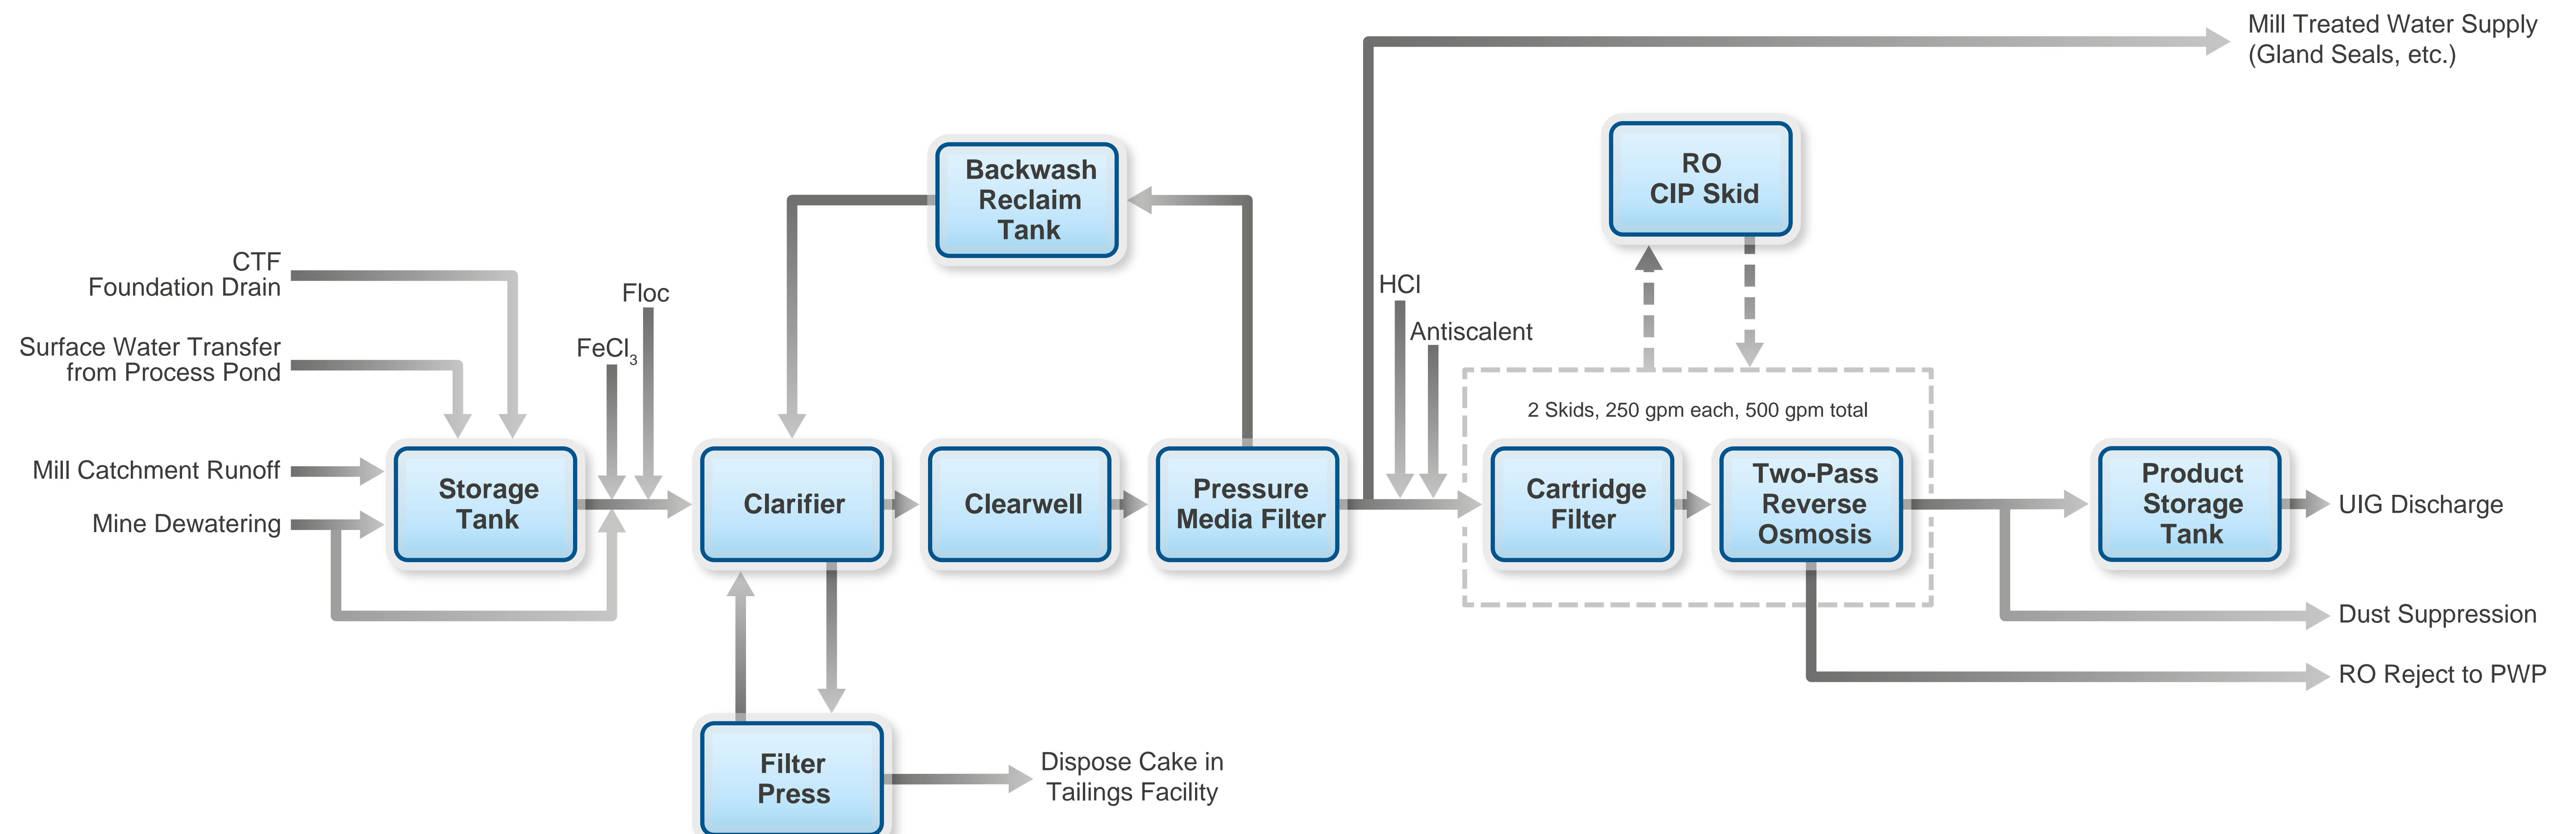 Mill Treated Water Supply
(Gland Seals, etc.)
RO
CIP Skid
Backwash
Reclaim
Tank
CTF
Foundation Drain
Floc
HCl
Antiscalent
FeCl3
Surface Water Transfer
from Process Pond
2 Skids, 250 gpm each, 500 gpm total
Mill Catchment Runoff
Mine Dewatering
Storage
Tank
Clarifier
Clearwell
Pressure
Media Filter
Cartridge
Filter
Two-Pass
Reverse
Osmosis
Product
Storage
Tank
UIG Discharge
Dust Suppression
RO Reject to PWP
Filter
Press
Dispose Cake in
Tailings Facility